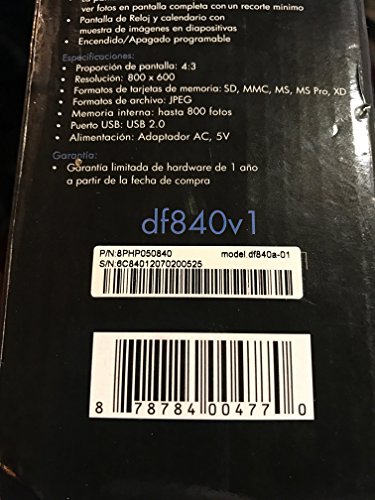 ver fotos en pantalla completa con un recorte mínimo
• Pantalla de Reloj y calendario con
muestra de imágenes en diapositivas
• Encendido/Apagado programable
Especificaciones:
• Proporción de pantalla: 4:3
• Resolución: 800 x 600
• Formatos de tarjetas de memoria: SD, MMC, MS, MS Pro, XD
• Formatos de archivo: JPEG
• Memoria interna: hasta 800 fotos
• Puerto USB: USB 2.0
• Alimentación: Adaptador AC, 5V
Garantía:
• Garantía limitada de hardware de 1 año
a partir de la fecha de compra
df840v1
P/N:8PHP050840 model.df840a-01
S/N:6C84012070200525
8 78784 00477 0